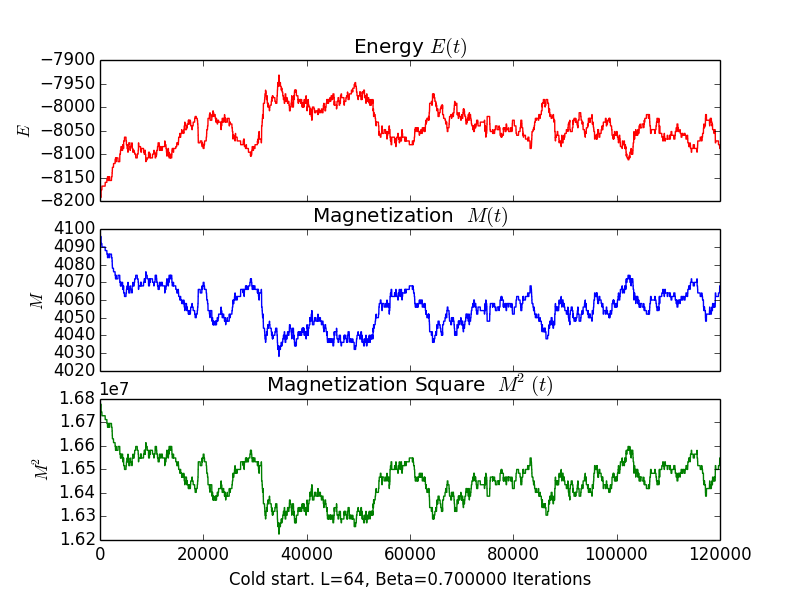 Energy E(t)
−7900
−7950
−8000
−8050
−8100
−8150
−8200
E
Magnetization M(t)
4100
4090
4080
4070
4060
4050
4040
4030
4020
M
1e7
Magnetization Square M² (t)
1.68
1.67
1.66
1.65
1.64
1.63
1.62
M²
0 20000 40000 60000 80000 100000 120000
Cold start. L=64, Beta=0.700000 Iterations